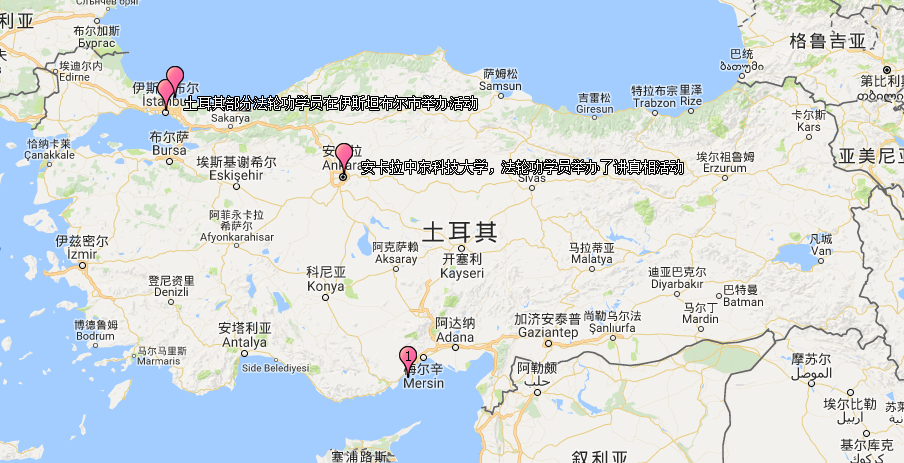 利亚
布尔加斯
Бургас
格鲁吉亚
巴统
ბათუმი
埃迪尔内
Edirne
伊斯 布尔
Istanbul
土耳其部分法轮功学员在伊斯坦布尔市举办活动
萨姆松
Samsun
吉雷松
Giresun
特拉布宗
Trabzon
里泽
Rize
第比利
卡尔斯
Kars
Sakarya
恰纳卡莱
Çanakkale
布尔萨
Bursa
安 拉
Ankara
安卡拉中东科技大学，法轮功学员举办了讲真相活动
Sivas
埃尔祖鲁姆
Erzurum
亚美尼亚
埃斯基谢希尔
Eskişehir
阿菲永卡拉
希萨尔
Afyonkarahisar
土耳其
伊兹密尔
Izmir
阿克萨赖
Aksaray
开塞利
Kayseri
马拉蒂亚
Malatya
凡城
Van
登尼资里
Denizli
科尼亚
Konya
迪亚巴克尔
Diyarbakır
巴特曼
Batman
马尔丁
Mardin
博德鲁姆
Bodrum
安塔利亚
Antalya
阿达纳
Adana
加济安泰普
Gaziantep
尚勒乌尔法
Şanlıurfa
马尔马里斯
Marmaris
Side Belediyesi
1
梅尔辛
Mersin
阿勒颇
حلب
摩苏尔
الموصل
埃尔比勒
اربيل
苏莱
基尔库克
كركوك
塞浦路斯
叙利亚